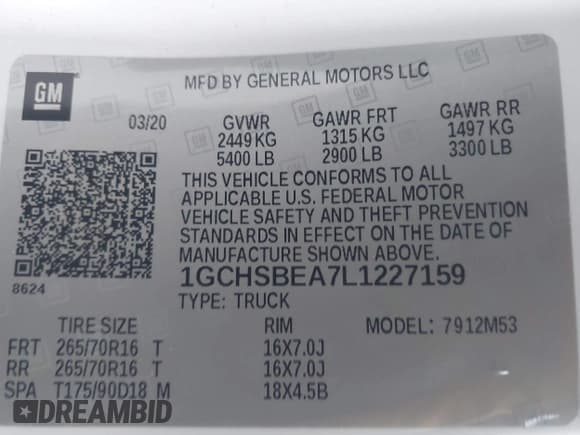 GM
MFD BY GENERAL MOTORS LLC
03/20 GVWR GAWR FRT GAWR RR
2449 KG 1315 KG 1497 KG
5400 LB 2900 LB 3300 LB
THIS VEHICLE CONFORMS TO ALL
APPLICABLE U.S. FEDERAL MOTOR
VEHICLE SAFETY AND THEFT PREVENTION
STANDARDS IN EFFECT ON THE DATE OF
MANUFACTURE SHOWN ABOVE.
8624 1GCHSBEA7L1227159
TYPE: TRUCK
TIRE SIZE RIM MODEL: 7912M53
FRT 265/70R16 T 16X7.0J
RR 265/70R16 T 16X7.0J
SPA T175/90D18 M 18X4.5B
DREAMBID